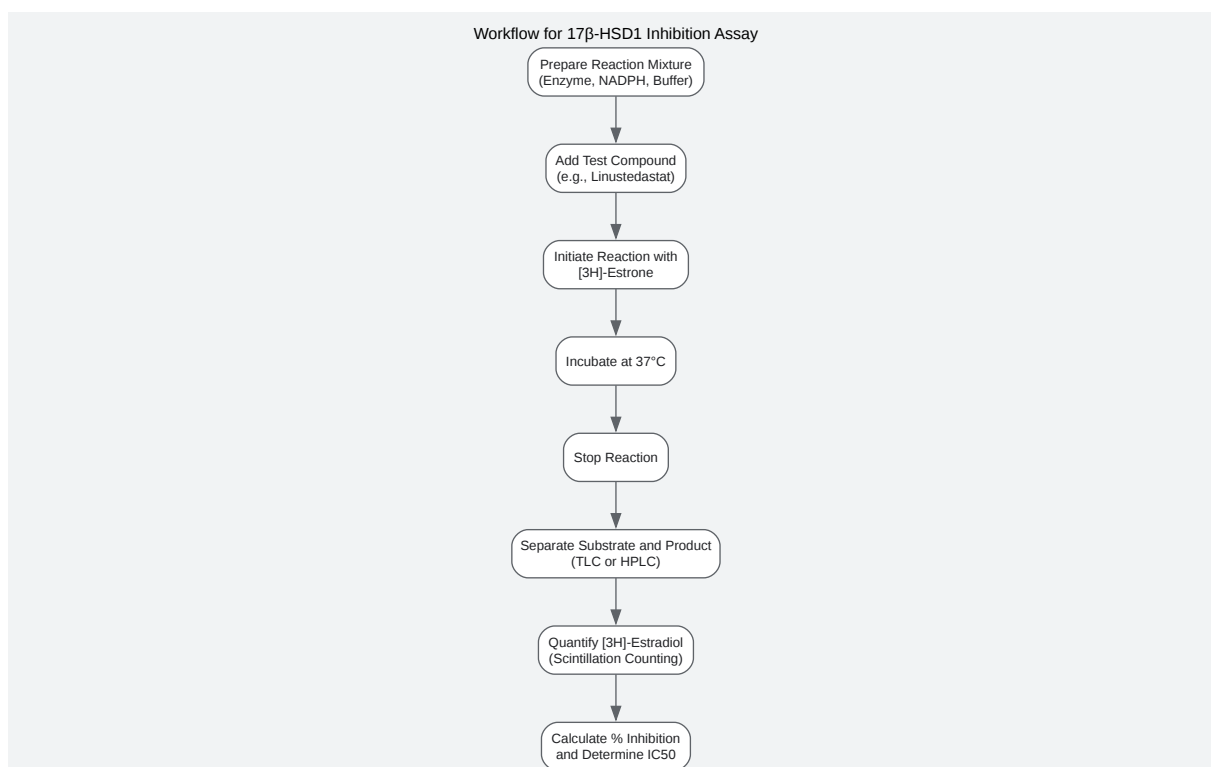 Workflow for 17β-HSD1 Inhibition Assay
Prepare Reaction Mixture
(Enzyme, NADPH, Buffer)
Add Test Compound
(e.g., Linustedastat)
Initiate Reaction with
[3H]-Estrone
Incubate at 37°C
Stop Reaction
Separate Substrate and Product
(TLC or HPLC)
Quantify [3H]-Estradiol
(Scintillation Counting)
Calculate % Inhibition
and Determine IC50